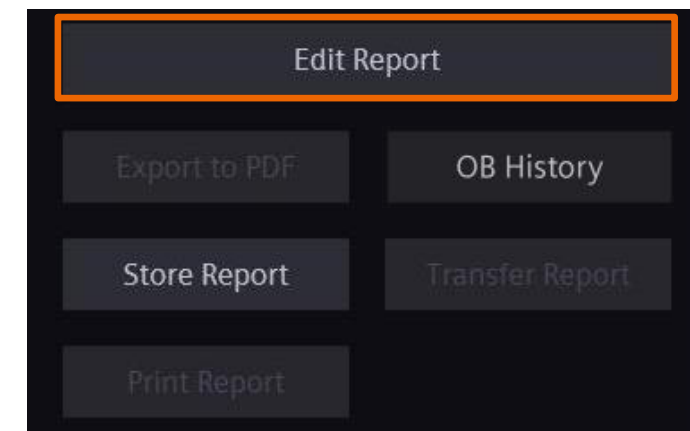 Edit Report
Export to PDF
OB History
Store Report
Transfer Report
Print Report